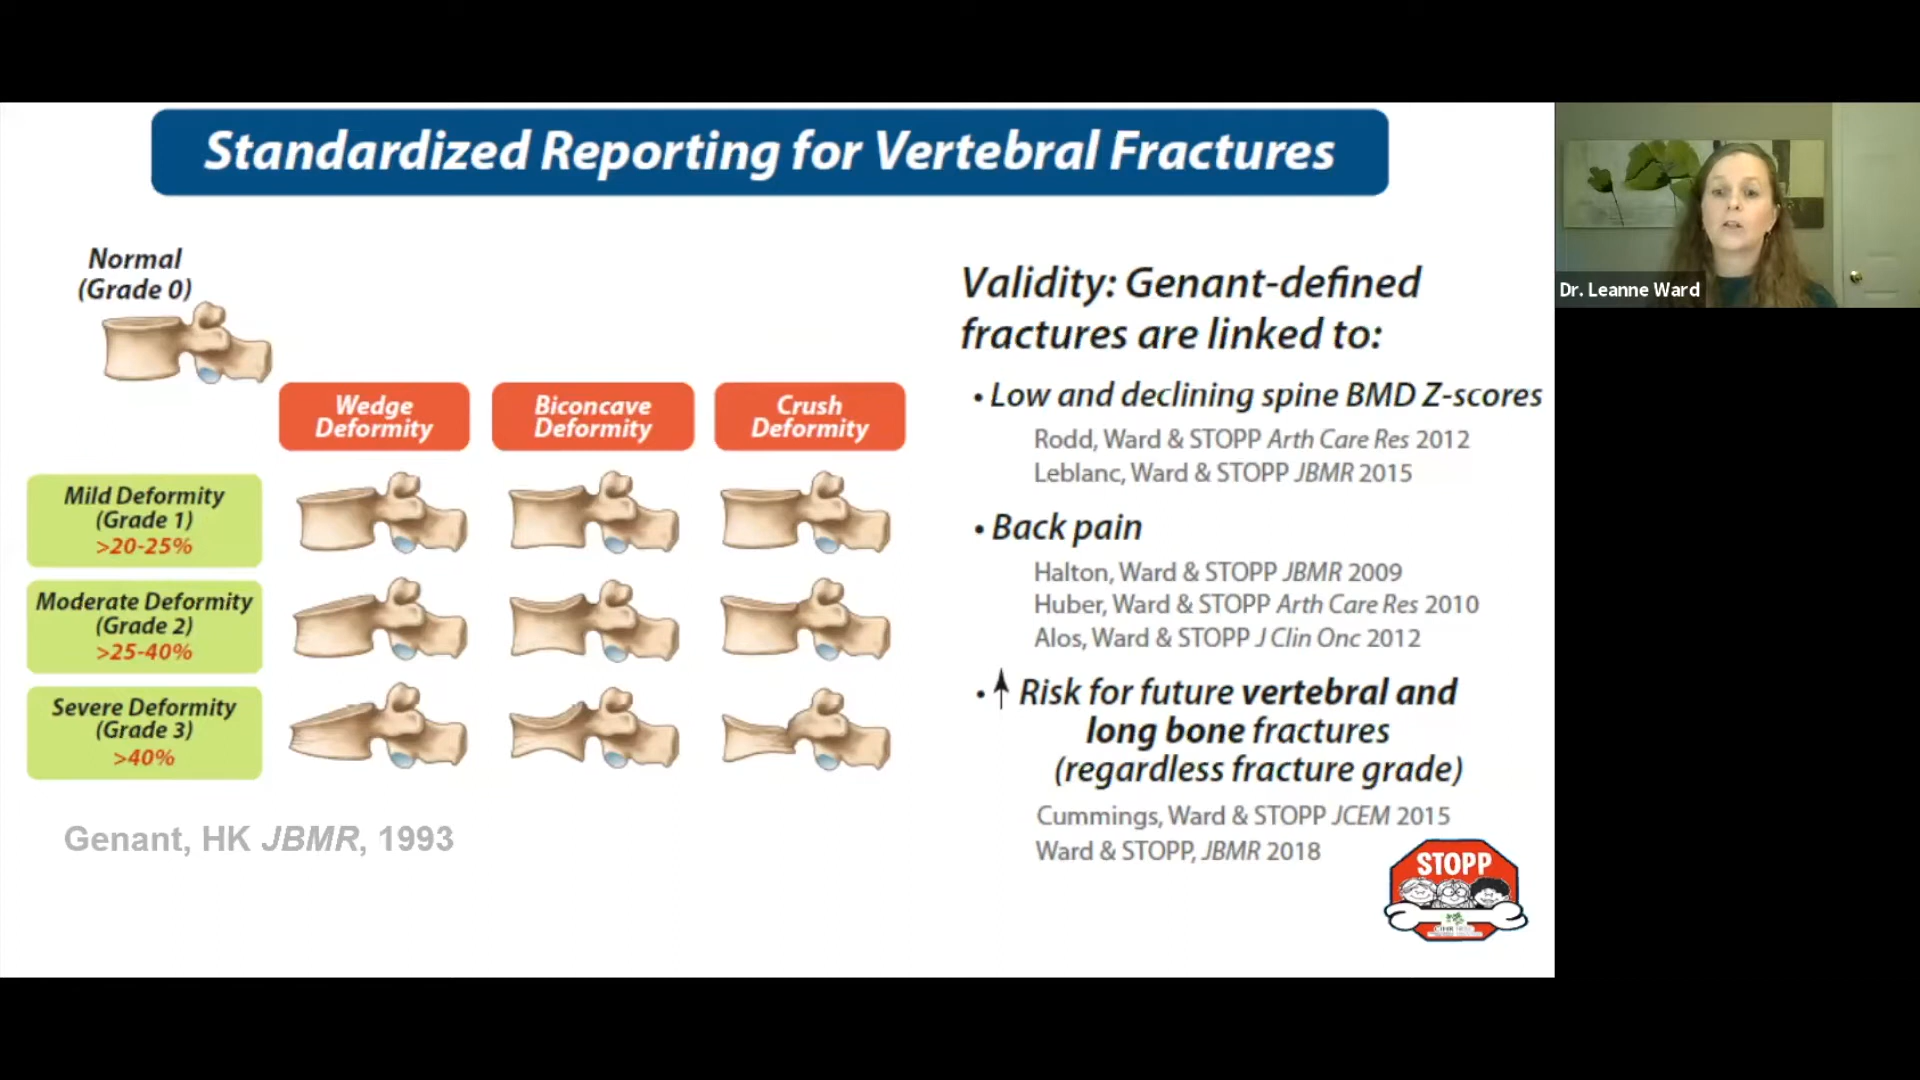 Standardized Reporting for Vertebral Fractures
Normal
(Grade 0)
Wedge
Deformity
Biconcave
Deformity
Crush
Deformity
Mild Deformity
(Grade 1)
>20-25%
Moderate Deformity
(Grade 2)
>25-40%
Severe Deformity
(Grade 3)
>40%
Genant, HK JBMR, 1993
Validity: Genant-defined
fractures are linked to:
• Low and declining spine BMD Z-scores
Rodd, Ward & STOPP Arth Care Res 2012
Leblanc, Ward & STOPP JBMR 2015
• Back pain
Halton, Ward & STOPP JBMR 2009
Huber, Ward & STOPP Arth Care Res 2010
Alos, Ward & STOPP J Clin Onc 2012
• ↑ Risk for future vertebral and
long bone fractures
(regardless fracture grade)
Cummings, Ward & STOPP JCEM 2015
Ward & STOPP, JBMR 2018
STOPP
Dr. Leanne Ward